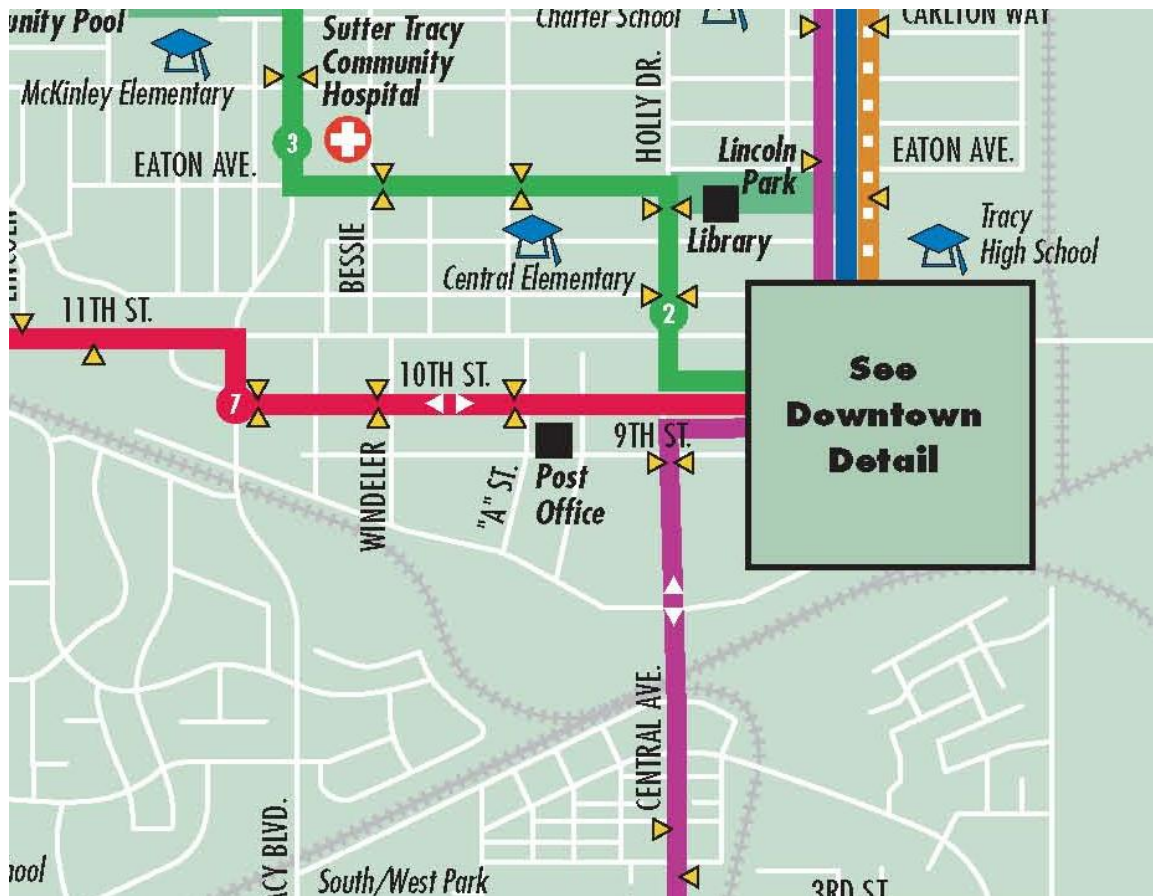 unity Pool
Sutter Tracy
Community
Hospital
Charter School
HOLLY DR.
CARLTON WAY
McKinley Elementary
3
EATON AVE.
Lincoln
Park
EATON AVE.
Library
Tracy
High School
LINCOLN
BESSIE
Central Elementary
11TH ST.
2
See
Downtown
Detail
10TH ST.
7
9TH ST.
WINDELER
"A" ST.
Post
Office
CENTRAL AVE.
ACY BLVD.
hool
South/West Park
3RD ST